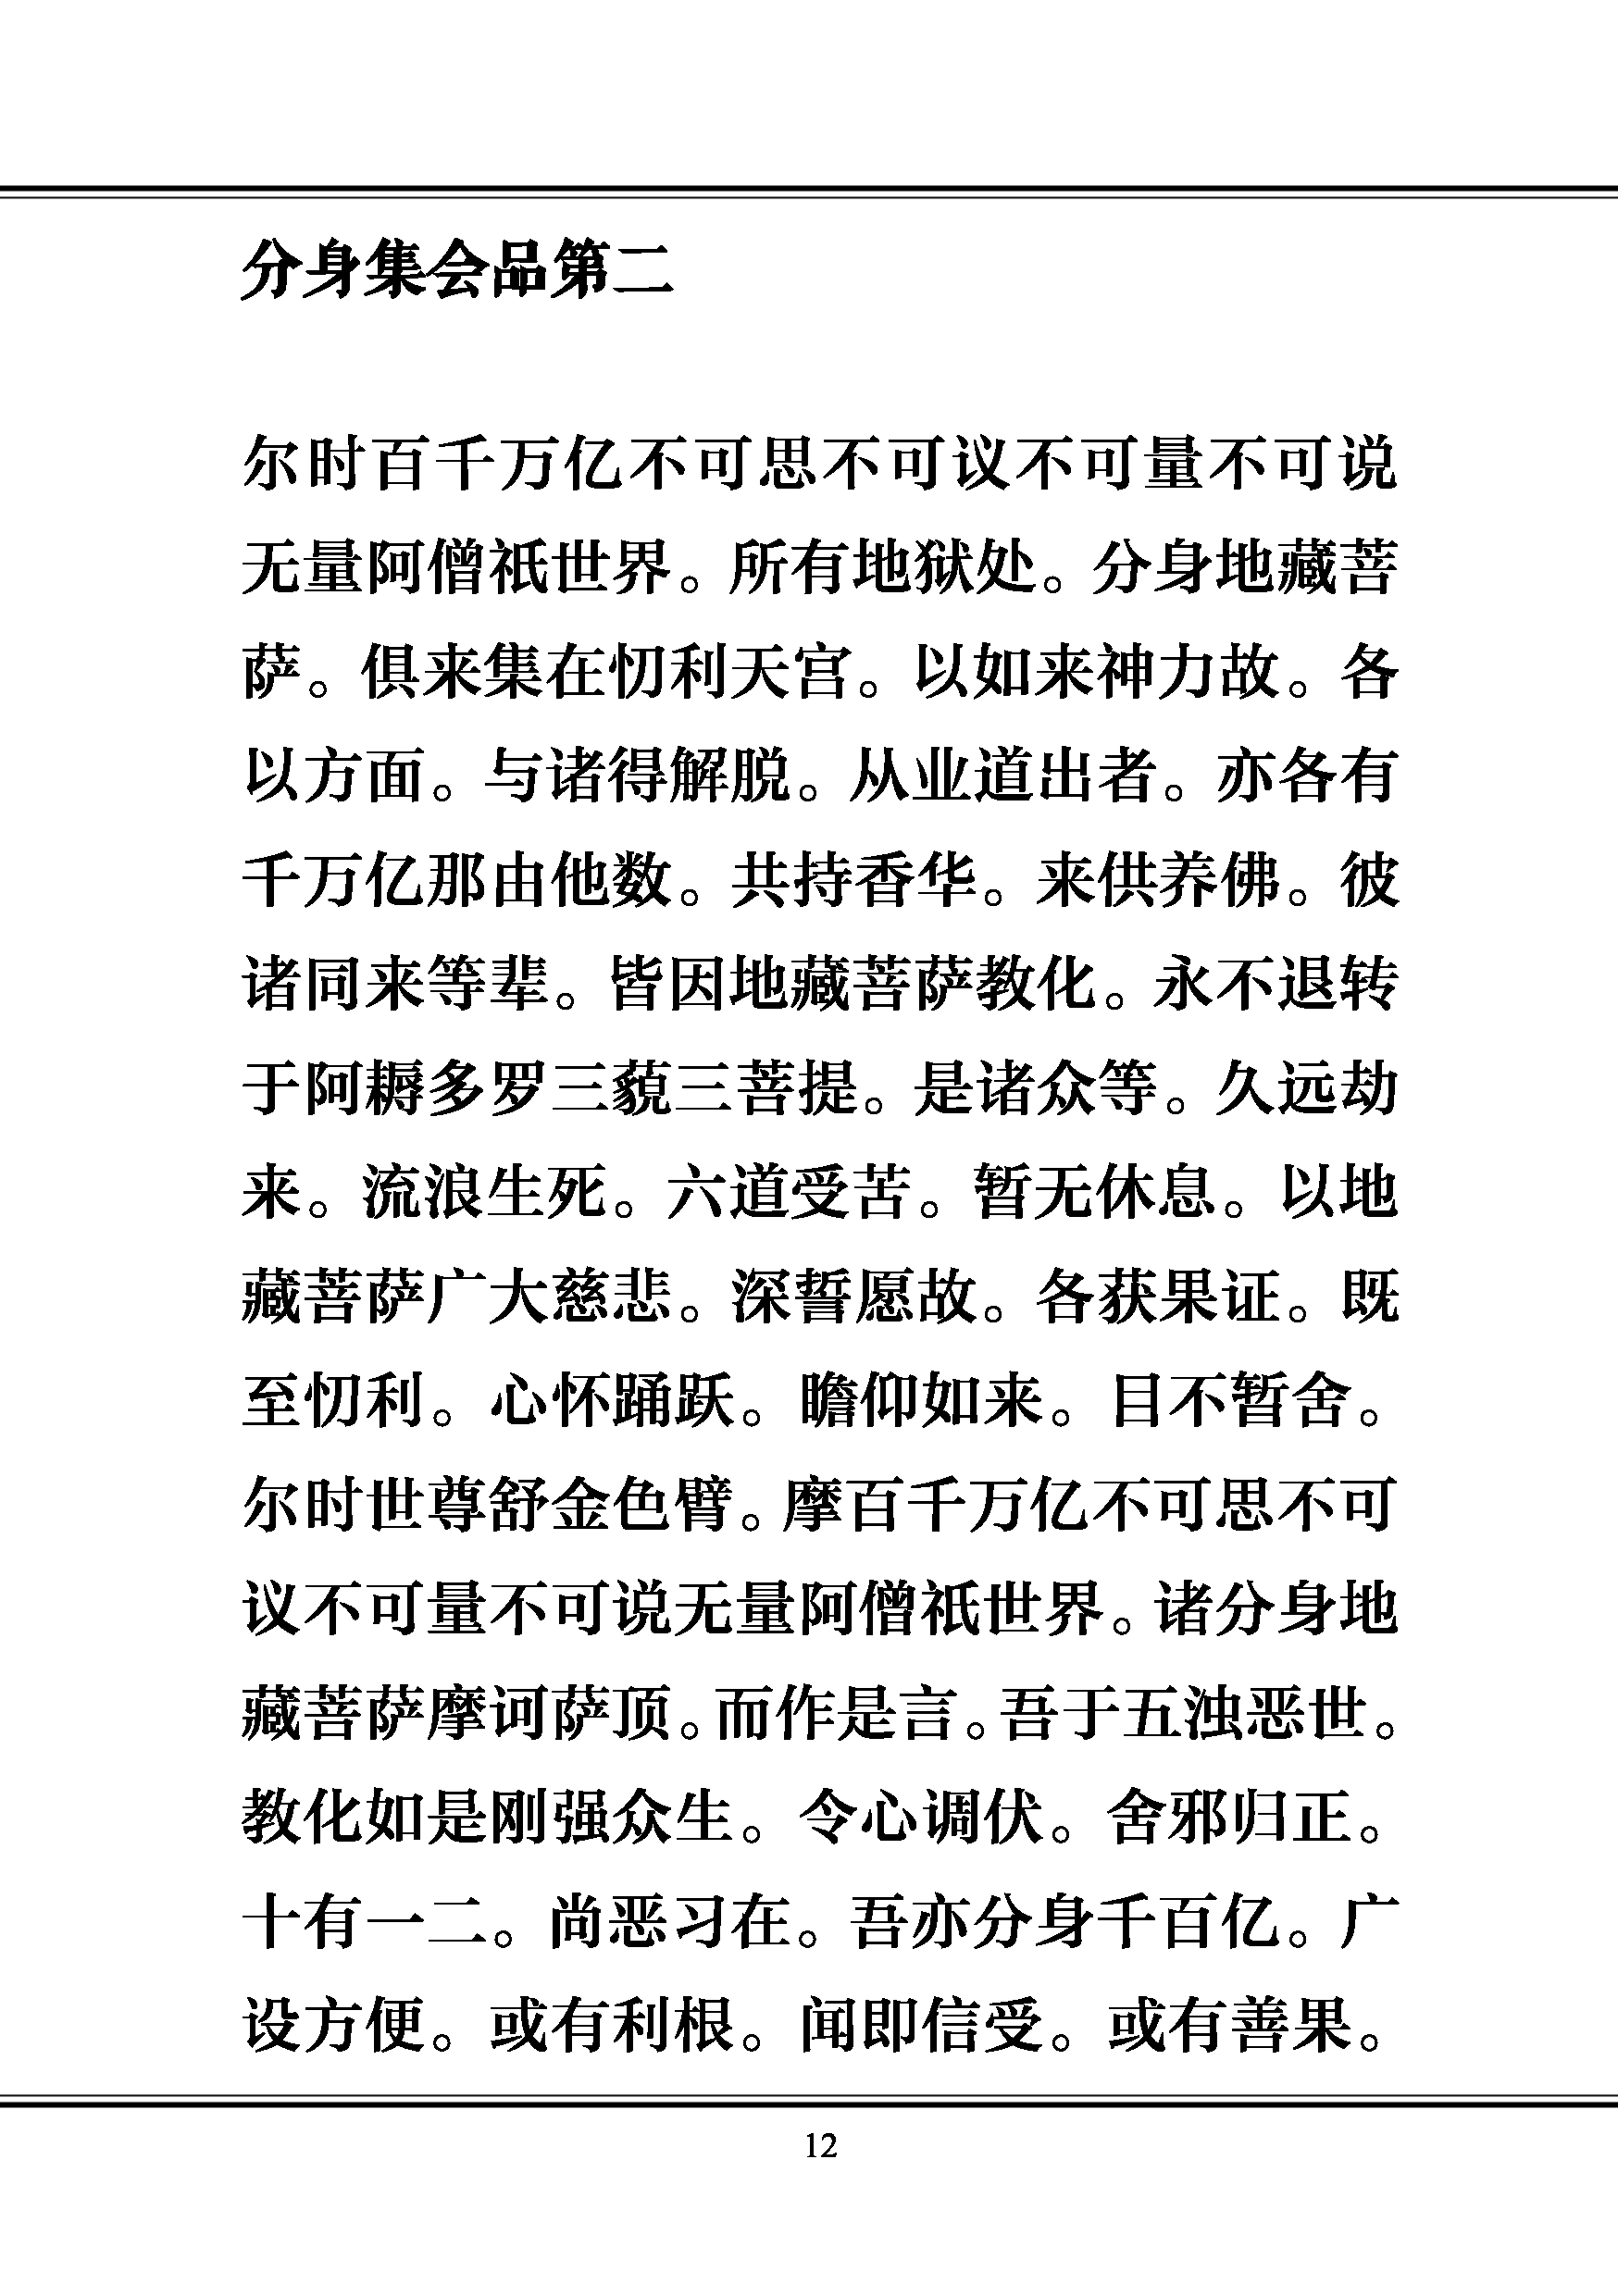 分身集会品第二
尔时百千万亿不可思不可议不可量不可说
无量阿僧祇世界。所有地狱处。分身地藏菩
萨。俱来集在忉利天宫。以如来神力故。各
以方面。与诸得解脱。从业道出者。亦各有
千万亿那由他数。共持香华。来供养佛。彼
诸同来等辈。皆因地藏菩萨教化。永不退转
于阿耨多罗三藐三菩提。是诸众等。久远劫
来。流浪生死。六道受苦。暂无休息。以地
藏菩萨广大慈悲。深誓愿故。各获果证。既
至忉利。心怀踊跃。瞻仰如来。目不暂舍。
尔时世尊舒金色臂。摩百千万亿不可思不可
议不可量不可说无量阿僧祇世界。诸分身地
藏菩萨摩诃萨顶。而作是言。吾于五浊恶世。
教化如是刚强众生。令心调伏。舍邪归正。
十有一二。尚恶习在。吾亦分身千百亿。广
设方便。或有利根。闻即信受。或有善果。
12